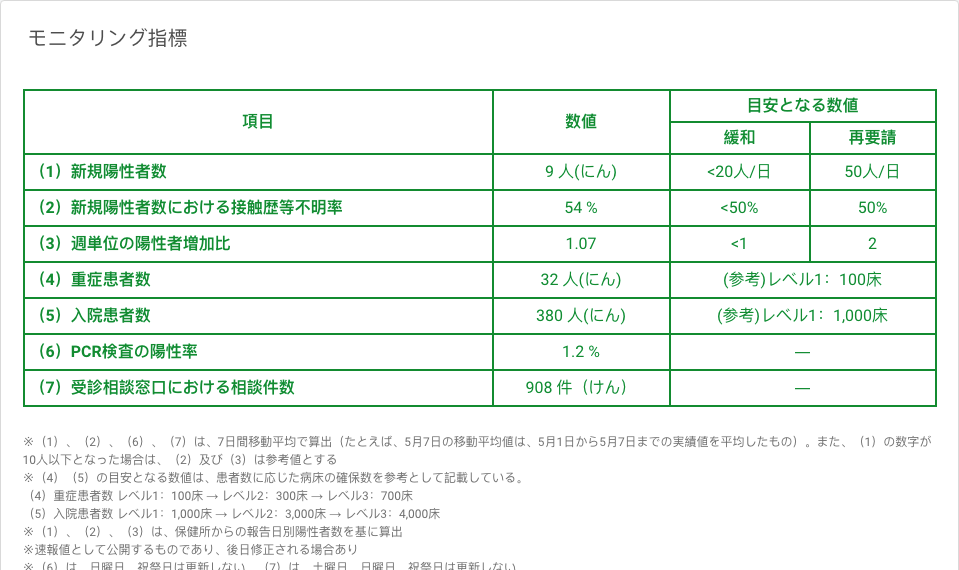 モニタリング指標
項目 数値 目安となる数値
緩和 再要請
（1）新規陽性者数 9 人(にん) <20人/日 50人/日
（2）新規陽性者数における接触歴等不明率 54 % <50% 50%
（3）週単位の陽性者増加比 1.07 <1 2
（4）重症患者数 32 人(にん) (参考)レベル1：100床
（5）入院患者数 380 人(にん) (参考)レベル1：1,000床
（6）PCR検査の陽性率 1.2 % —
（7）受診相談窓口における相談件数 908 件（けん） —
※（1）、（2）、（6）、（7）は、7日間移動平均で算出（たとえば、5月7日の移動平均値は、5月1日から5月7日までの実績値を平均したもの）。また、（1）の数字が
10人以下となった場合は、（2）及び（3）は参考値とする
※（4）（5）の目安となる数値は、患者数に応じた病床の確保数を参考として記載している。
（4）重症患者数 レベル1：100床 → レベル2：300床 → レベル3：700床
（5）入院患者数 レベル1：1,000床 → レベル2：3,000床 → レベル3：4,000床
※（1）、（2）、（3）は、保健所からの報告日別陽性者数を基に算出
※速報値として公開するものであり、後日修正される場合あり
※（6）は、日曜日、祝祭日は更新しない。（7）は、土曜日、日曜日、祝祭日は更新しない